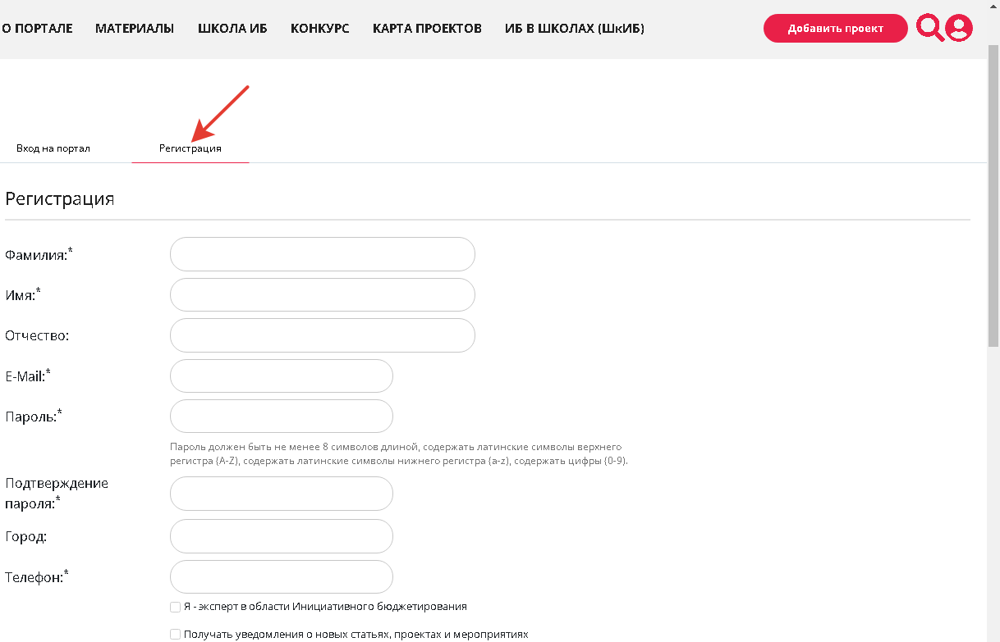 О ПОРТАЛЕ МАТЕРИАЛЫ ШКОЛА ИБ КОНКУРС КАРТА ПРОЕКТОВ ИБ В ШКОЛАХ (ШкИБ) Добавить проект
Вход на портал Регистрация
Регистрация
Фамилия:*
Имя:*
Отчество:
E-Mail:*
Пароль:*
Пароль должен быть не менее 8 символов длиной, содержать латинские символы верхнего
регистра (A-Z), содержать латинские символы нижнего регистра (a-z), содержать цифры (0-9).
Подтверждение
пароля:*
Город:
Телефон:*
Я - эксперт в области Инициативного бюджетирования
Получать уведомления о новых статьях, проектах и мероприятиях